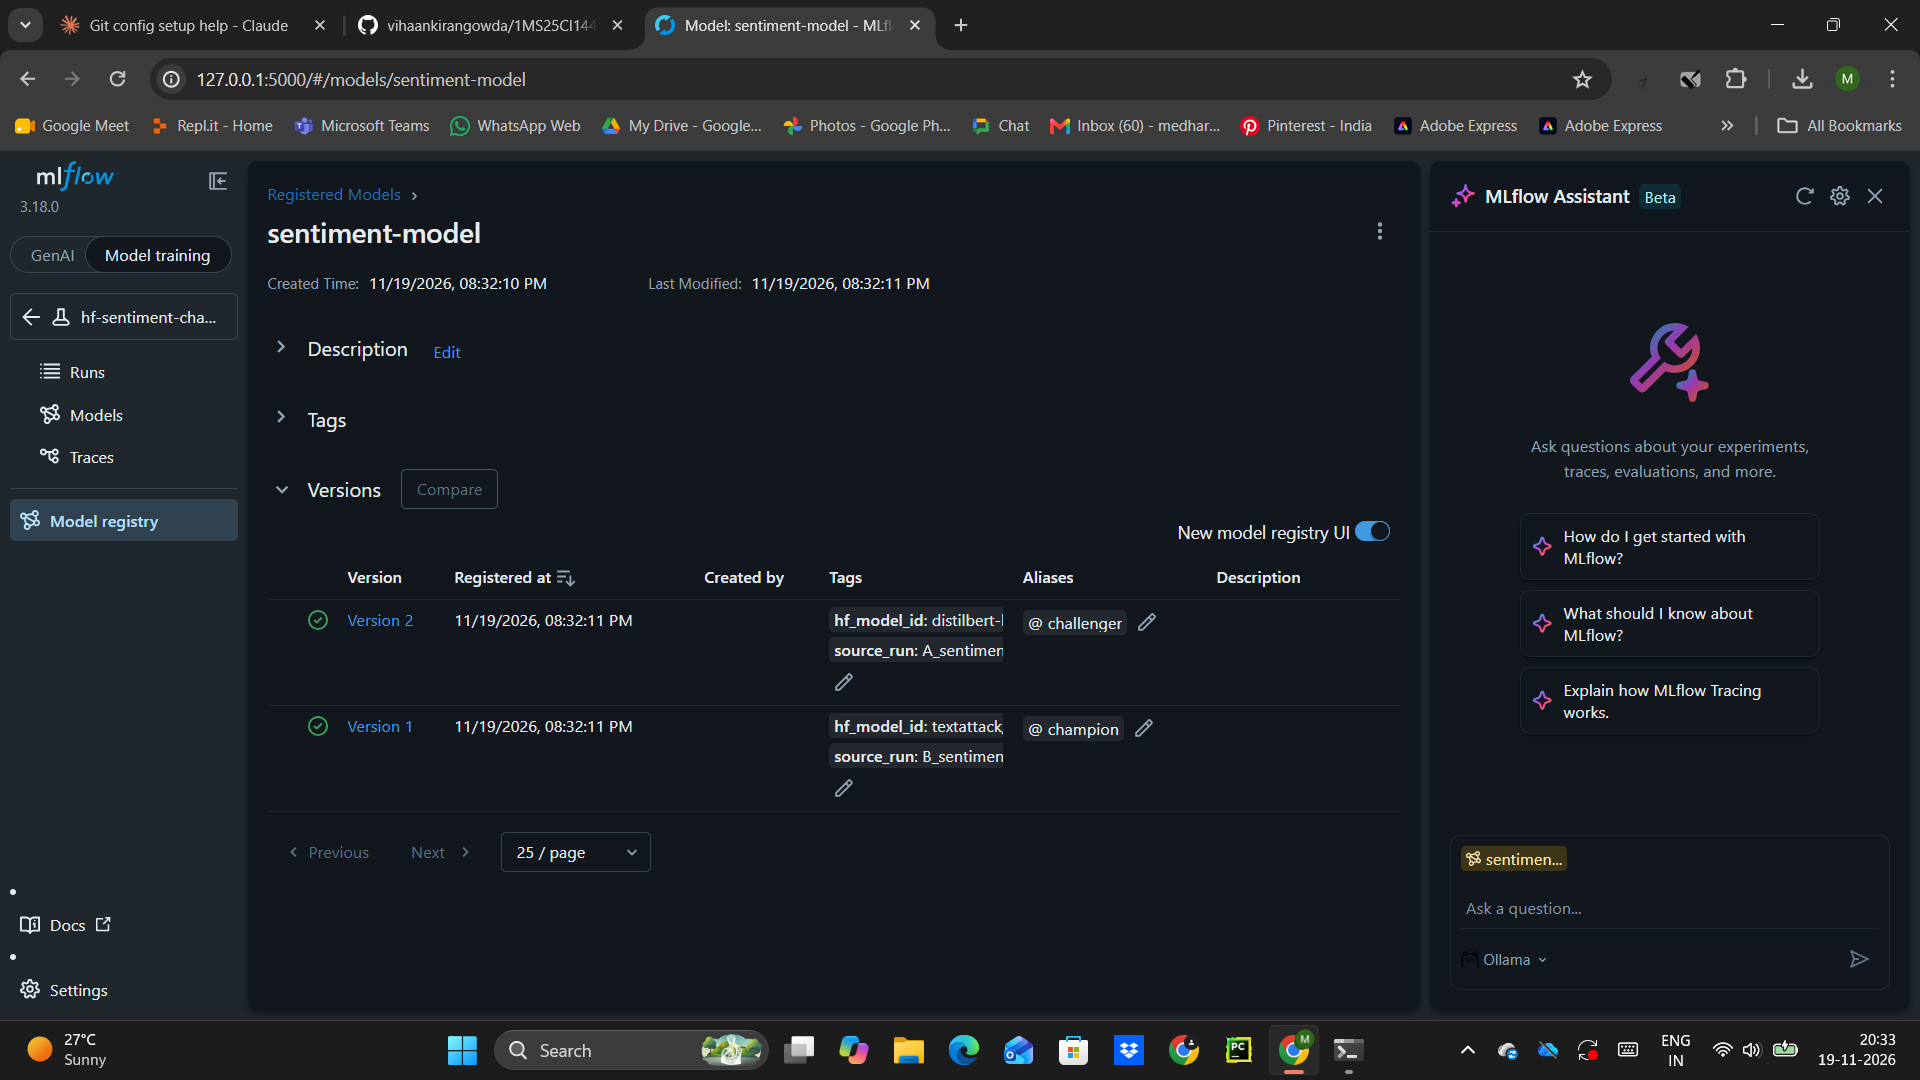 Git config setup help - Claude
vihaankirangowda/1MS25CI144
Model: sentiment-model - MLfl
127.0.0.1:5000/#/models/sentiment-model
M
Google Meet
Repl.it - Home
Microsoft Teams
WhatsApp Web
My Drive - Google...
Photos - Google Ph...
Chat
Inbox (60) - medhar...
Pinterest - India
Adobe Express
Adobe Express
All Bookmarks
mlflow
3.18.0
GenAI
Model training
hf-sentiment-cha...
Runs
Models
Traces
Model registry
Docs
Settings
Registered Models
sentiment-model
Created Time: 11/19/2026, 08:32:10 PM
Last Modified: 11/19/2026, 08:32:11 PM
Description Edit
Tags
Versions Compare
New model registry UI
Version Registered at Created by Tags Aliases Description
Version 2 11/19/2026, 08:32:11 PM hf_model_id: distilbert- @ challenger
source_run: A_sentimen
Version 1 11/19/2026, 08:32:11 PM hf_model_id: textattack @ champion
source_run: B_sentimen
Previous Next 25 / page
MLflow Assistant Beta
Ask questions about your experiments,
traces, evaluations, and more.
How do I get started with
MLflow?
What should I know about
MLflow?
Explain how MLflow Tracing
works.
sentimen...
Ask a question...
Ollama
27°C
Sunny
Search
PC
M
ENG
IN
20:33
19-11-2026